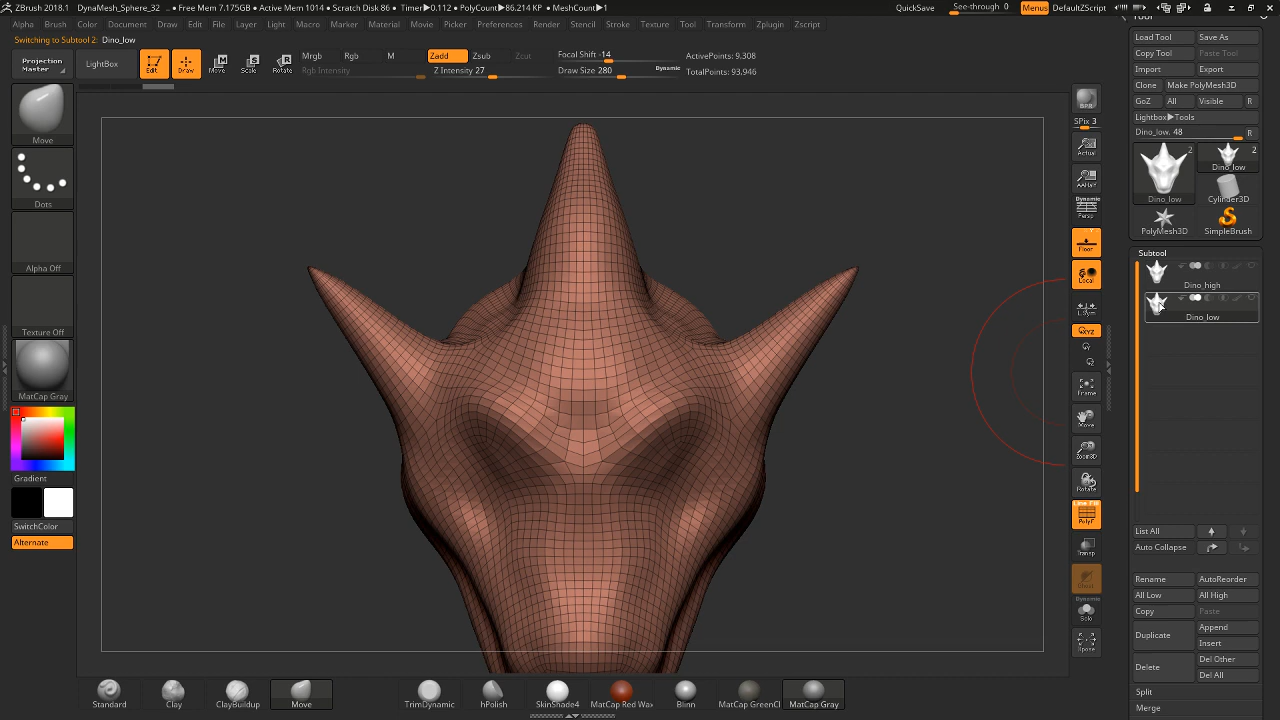 ZBrush 2018.1 DynaMesh_Sphere_32 .. • Free Mem 7.175GB • Active Mem 1014 • Scratch Disk 86 • Timer▶0.112 • PolyCount▶86.214 KP • MeshCount▶1 QuickSave See-through 0 Menus DefaultZScript
Alpha Brush Color Document Draw Edit File Layer Light Macro Marker Material Movie Picker Preferences Render Stencil Stroke Texture Tool Transform Zplugin Zscript
Switching to Subtool 2: Dino_low
Projection Master
LightBox
Edit
Draw
Move
Scale
Rotate
Mrgb Rgb M
Rgb Intensity
Zadd Zsub Zcut
Z Intensity 27
Focal Shift -14
Draw Size 280
Dynamic
ActivePoints: 9.308
TotalPoints: 93.946
Move
Dots
Alpha Off
Texture Off
MatCap Gray
Gradient
SwitchColor
Alternate
BPR
SPix 3
Actual
AAHalf
Dynamic
Persp
Floor
Local
L.Sym
XYZ
Frame
Move
Zoom3D
Rotate
Line Fill
PolyF
Transp
Ghost
Dynamic
Solo
Xpose
Tool
Load Tool Save As
Copy Tool Paste Tool
Import Export
Clone Make PolyMesh3D
GoZ All Visible R
Lightbox▶Tools
Dino_low. 48 R
2 2
Dino_low Dino_low
Cylinder3D
PolyMesh3D SimpleBrush
Subtool
Dino_high
Dino_low
List All
Auto Collapse
Rename AutoReorder
All Low All High
Copy Paste
Duplicate Append
Insert
Delete Del Other
Del All
Split
Merge
Standard Clay ClayBuildup Move TrimDynamic hPolish SkinShade4 MatCap Red Wax Blinn MatCap GreenCl MatCap Gray